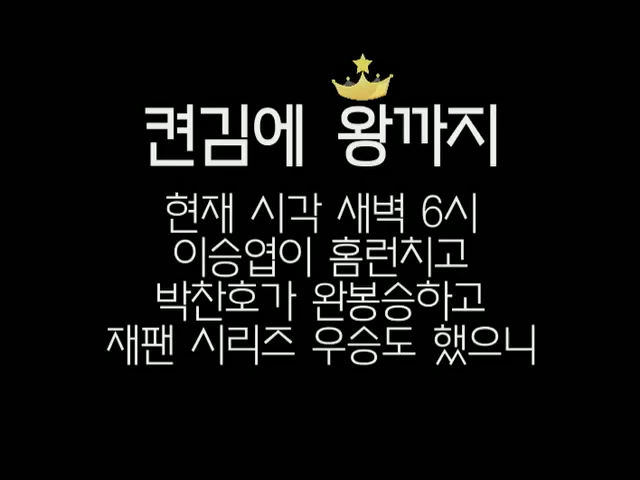 켠김에 왕까지
현재 시각 새벽 6시
이승엽이 홈런치고
박찬호가 완봉승하고
재팬 시리즈 우승도 했으니